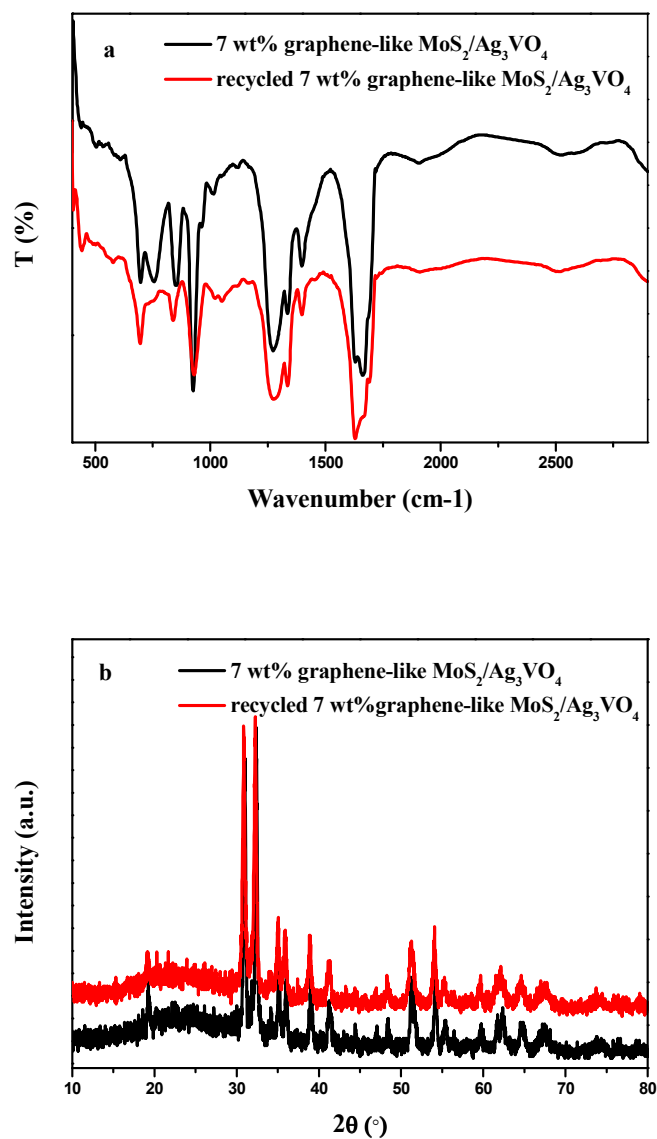 a
7 wt% graphene-like MoS₂/Ag₃VO₄
recycled 7 wt% graphene-like MoS₂/Ag₃VO₄
T (%)
500 1000 1500 2000 2500
Wavenumber (cm-1)
b
7 wt% graphene-like MoS₂/Ag₃VO₄
recycled 7 wt%graphene-like MoS₂/Ag₃VO₄
Intensity (a.u.)
10 20 30 40 50 60 70 80
2θ (°)